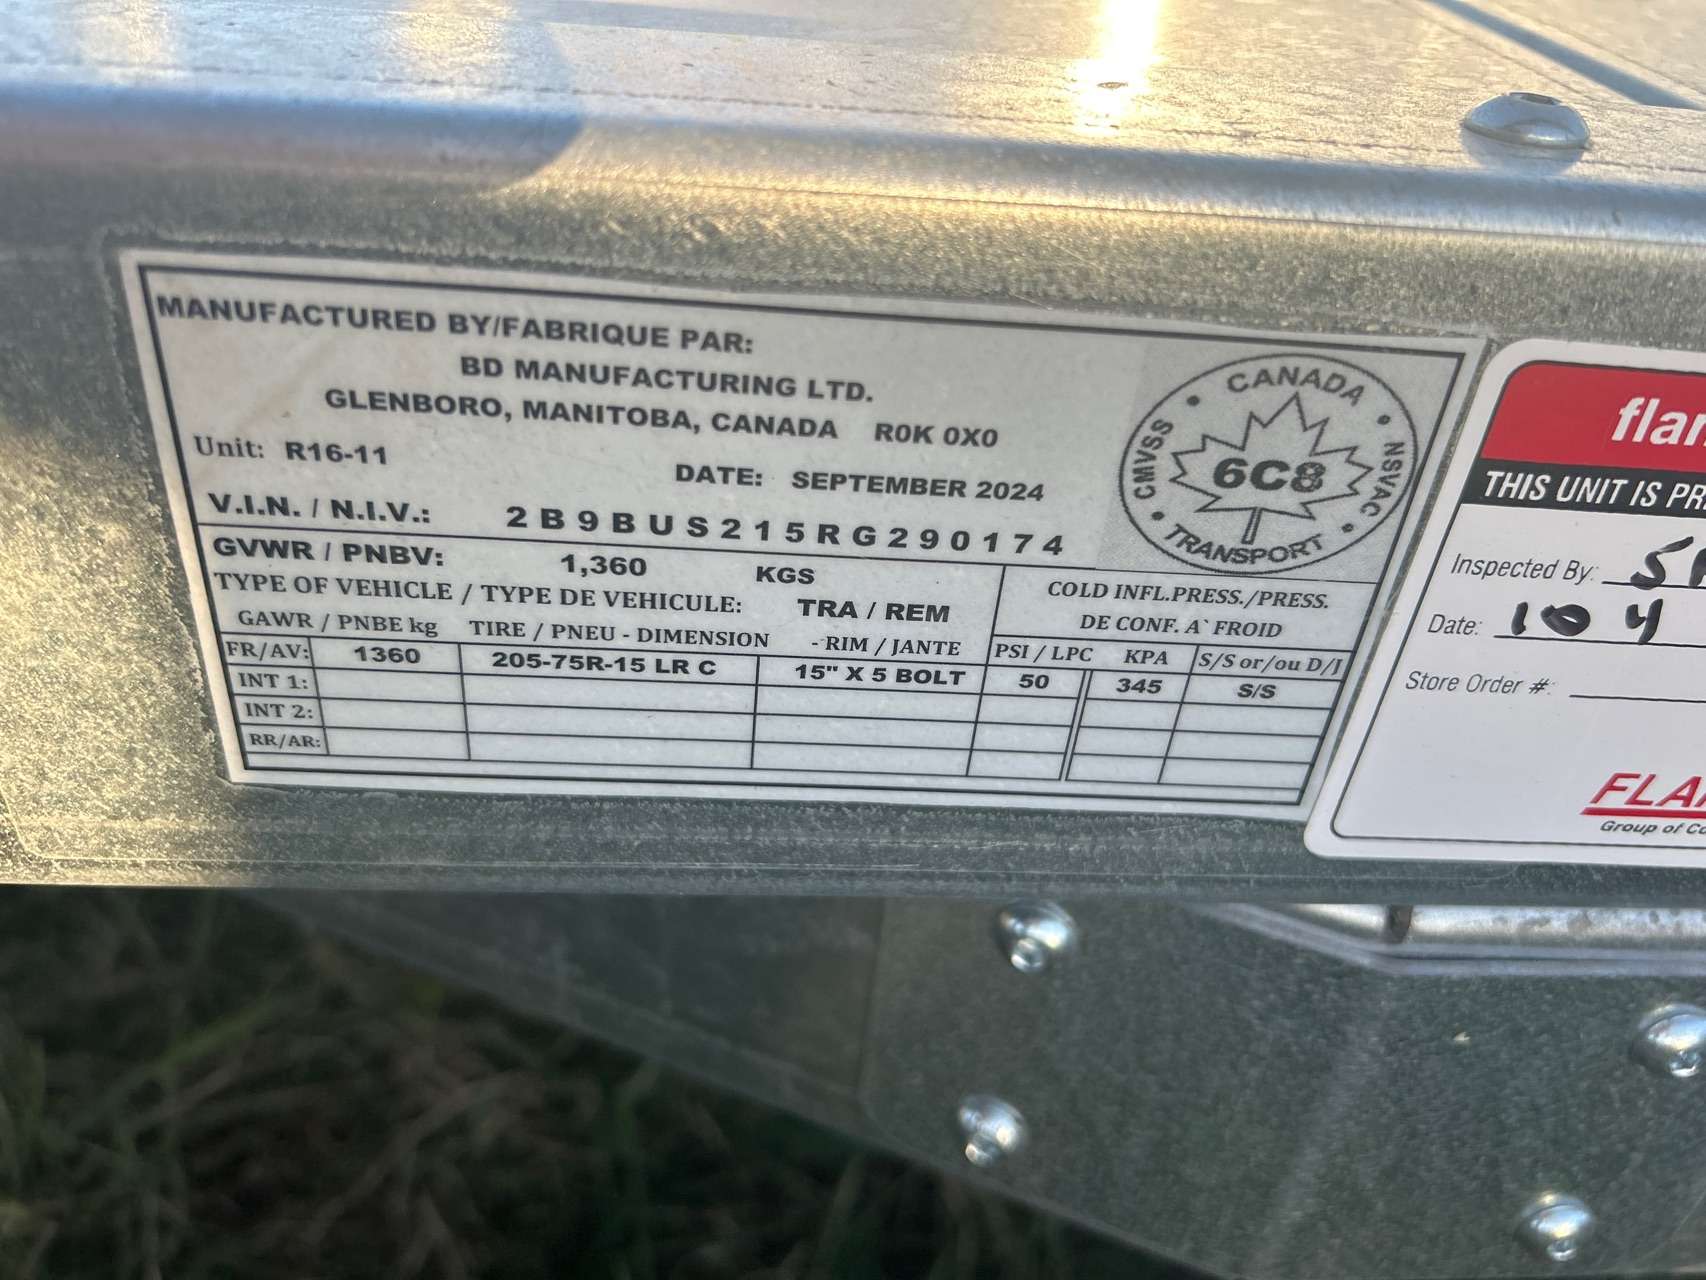 MANUFACTURED BY/FABRIQUE PAR:
BD MANUFACTURING LTD.
GLENBORO, MANITOBA, CANADA R0K 0X0
Unit: R16-11
DATE: SEPTEMBER 2024
V.I.N. / N.I.V.: 2B9BUS215RG290174
GVWR / PNBV: 1,360 KGS
TYPE OF VEHICLE / TYPE DE VEHICULE: TRA / REM
COLD INFL.PRESS./PRESS.
DE CONF. A` FROID
GAWR / PNBE kg TIRE / PNEU - DIMENSION - RIM / JANTE PSI / LPC KPA S/S or/ou D/J
FR/AV: 1360 205-75R-15 LR C 15" X 5 BOLT 50 345 S/S
INT 1:
INT 2:
RR/AR:
CANADA
CMVSS
NSVAC
6C8
TRANSPORT
THIS UNIT IS
Inspected By:
Date: 10 4
Store Order #:
Group of